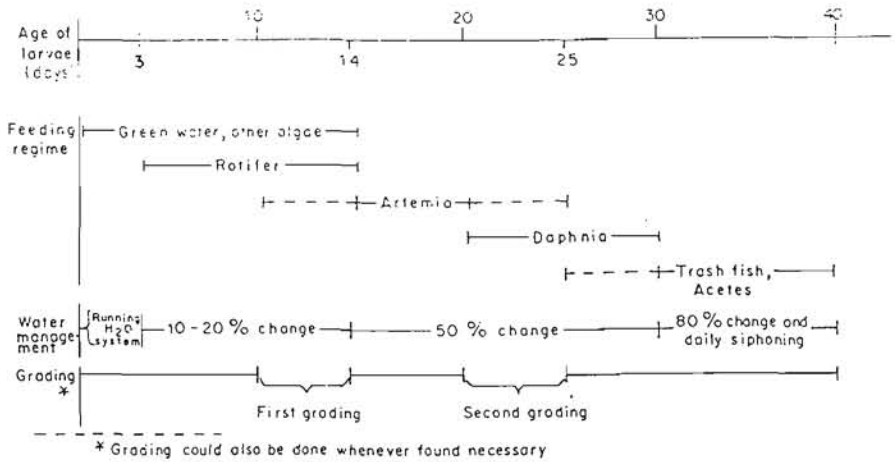 10 20 30 40
Age of
larvae
(days)
3 14 25
Feeding
regime
Green water, other algae
Rotifer
Artemia
Daphnia
Trash fish,
Acetes
Water
manage
ment
Running
H2O
system
10-20 % change
50 % change
80 % change and
daily siphoning
Grading
*
First grading
Second grading
* Grading could also be done whenever found necessary